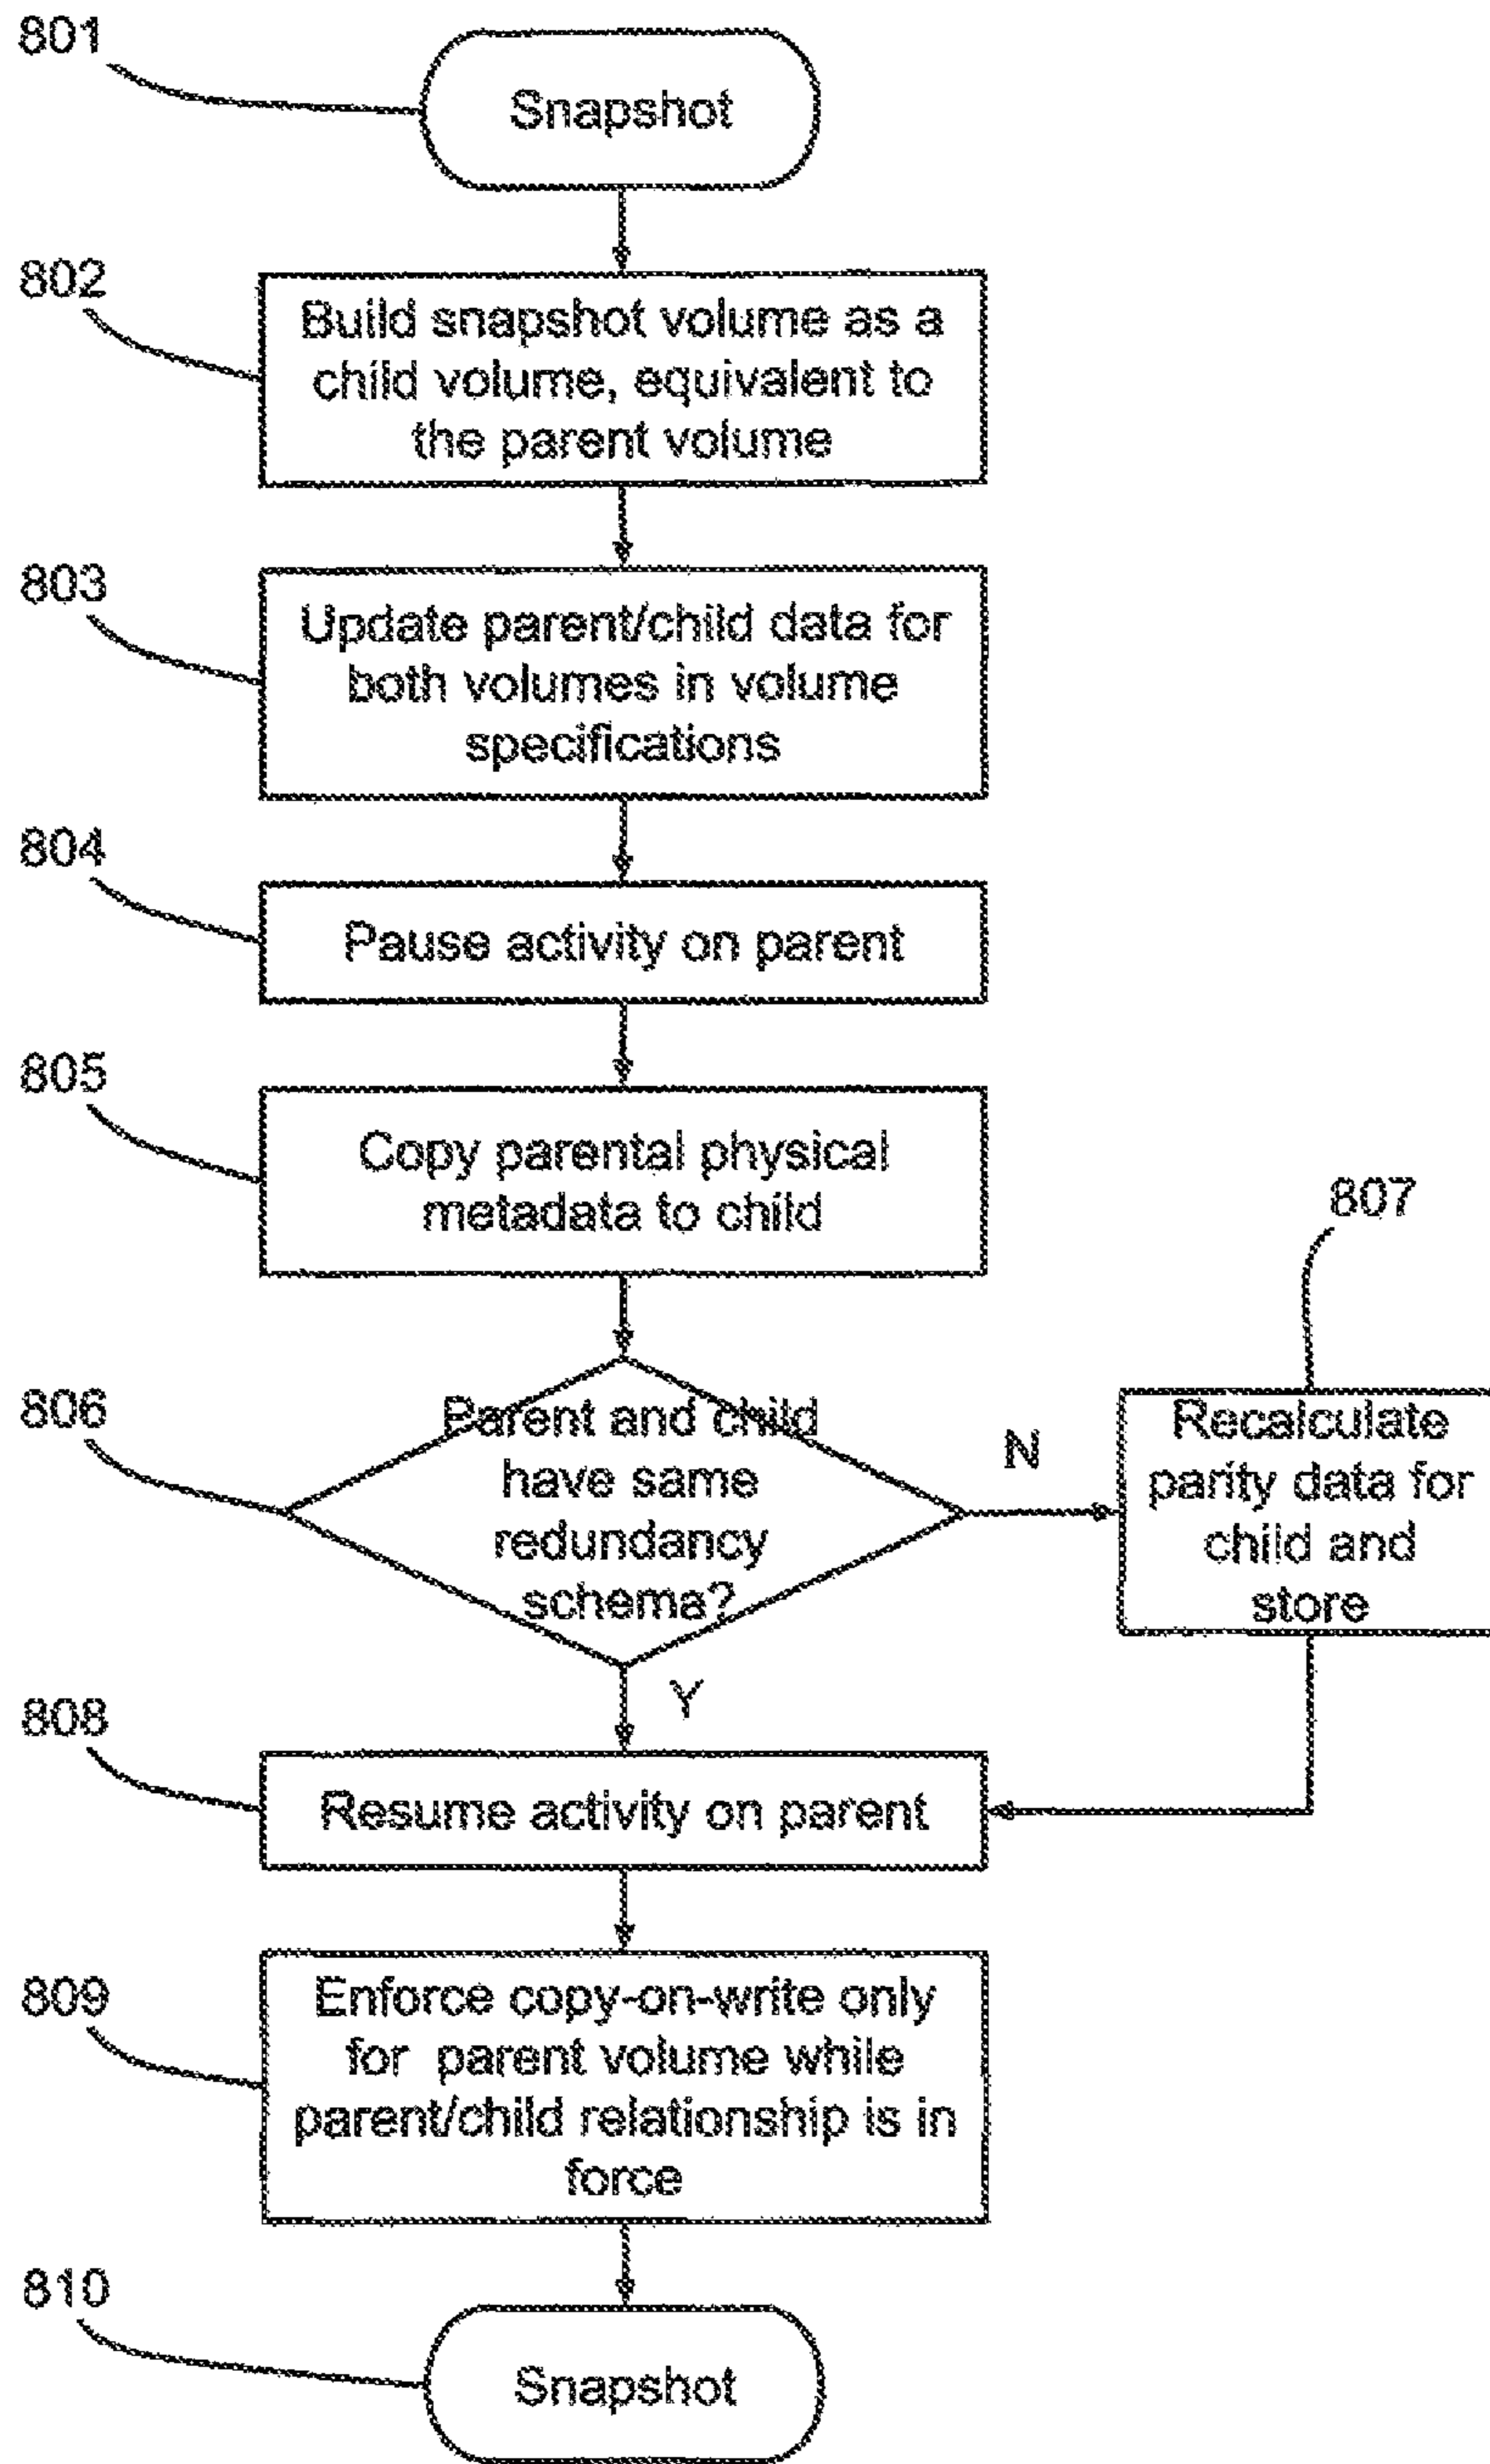 801
Snapshot
802
Build snapshot volume as a
child volume, equivalent to
the parent volume
803
Update parent/child data for
both volumes in volume
specifications
804
Pause activity on parent
805
Copy parental physical
metadata to child
806
Parent and child
have same
redundancy
schema?
N
807
Recalculate
parity data for
child and
store
Y
808
Resume activity on parent
809
Enforce copy-on-write only
for parent volume while
parent/child relationship is in
force
810
Snapshot